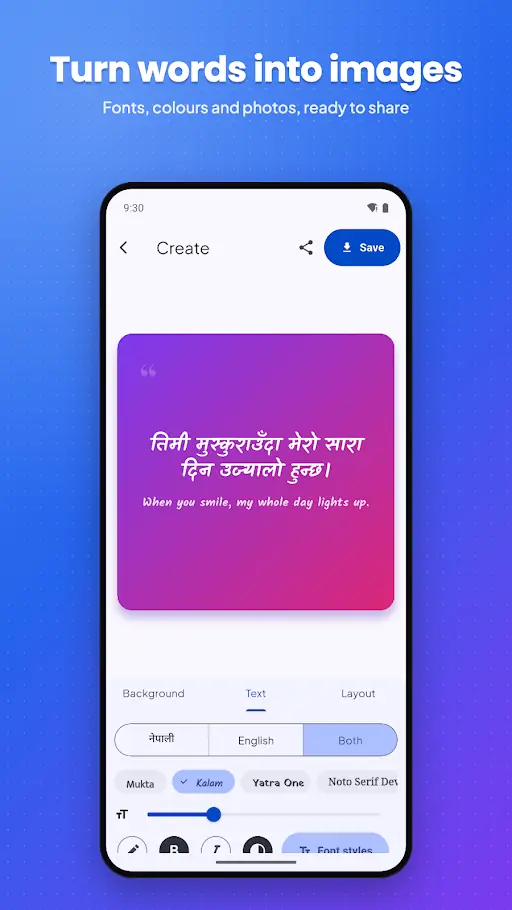 Turn words into images
Fonts, colours and photos, ready to share
9:30
Create
Save
“
तिमी मुस्कुराउँदा मेरो सारा
दिन उज्यालो हुन्छ।
When you smile, my whole day lights up.
Background Text Layout
नेपाली English Both
Mukta Kalam Yatra One Noto Serif Dev
тT
B I Tт Font styles